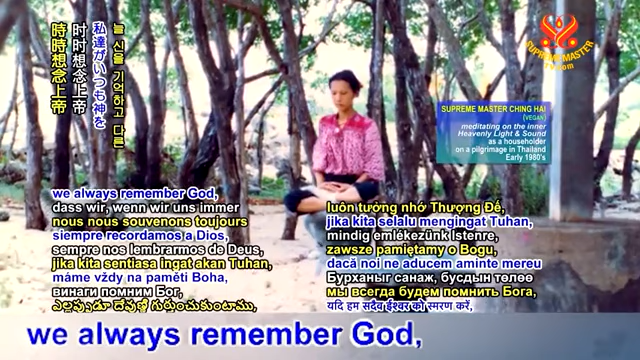 時時想念上帝
时时想念上帝
私達がいつも神を
늘 신을 기억하고 다른
SUPREME MASTER
TV.com
SUPREME MASTER CHING HAI
(VEGAN)
meditating on the inner
Heavenly Light & Sound
as a householder
on a pilgrimage in Thailand
Early 1980's
we always remember God,
dass wir, wenn wir uns immer
nous nous souvenons toujours
siempre recordamos a Dios,
sempre nos lembrarmos de Deus,
jika kita sentiasa ingat akan Tuhan,
máme vždy na paměti Boha,
винаги помним Бог,
ఎల్లప్పుడూ దేవుణ్ణి గుర్తుంచుకుంటాము,
luôn tưởng nhớ Thượng Đế,
jika kita selalu mengingat Tuhan,
mindig emlékezünk Istenre,
zawsze pamiętamy o Bogu,
dacă noi ne aducem aminte mereu
Бурханыг санаж, бусдын төлөө
мы всегда будем помнить Бога,
यदि हम सदैव ईश्वर को स्मरण करें,
we always remember God,